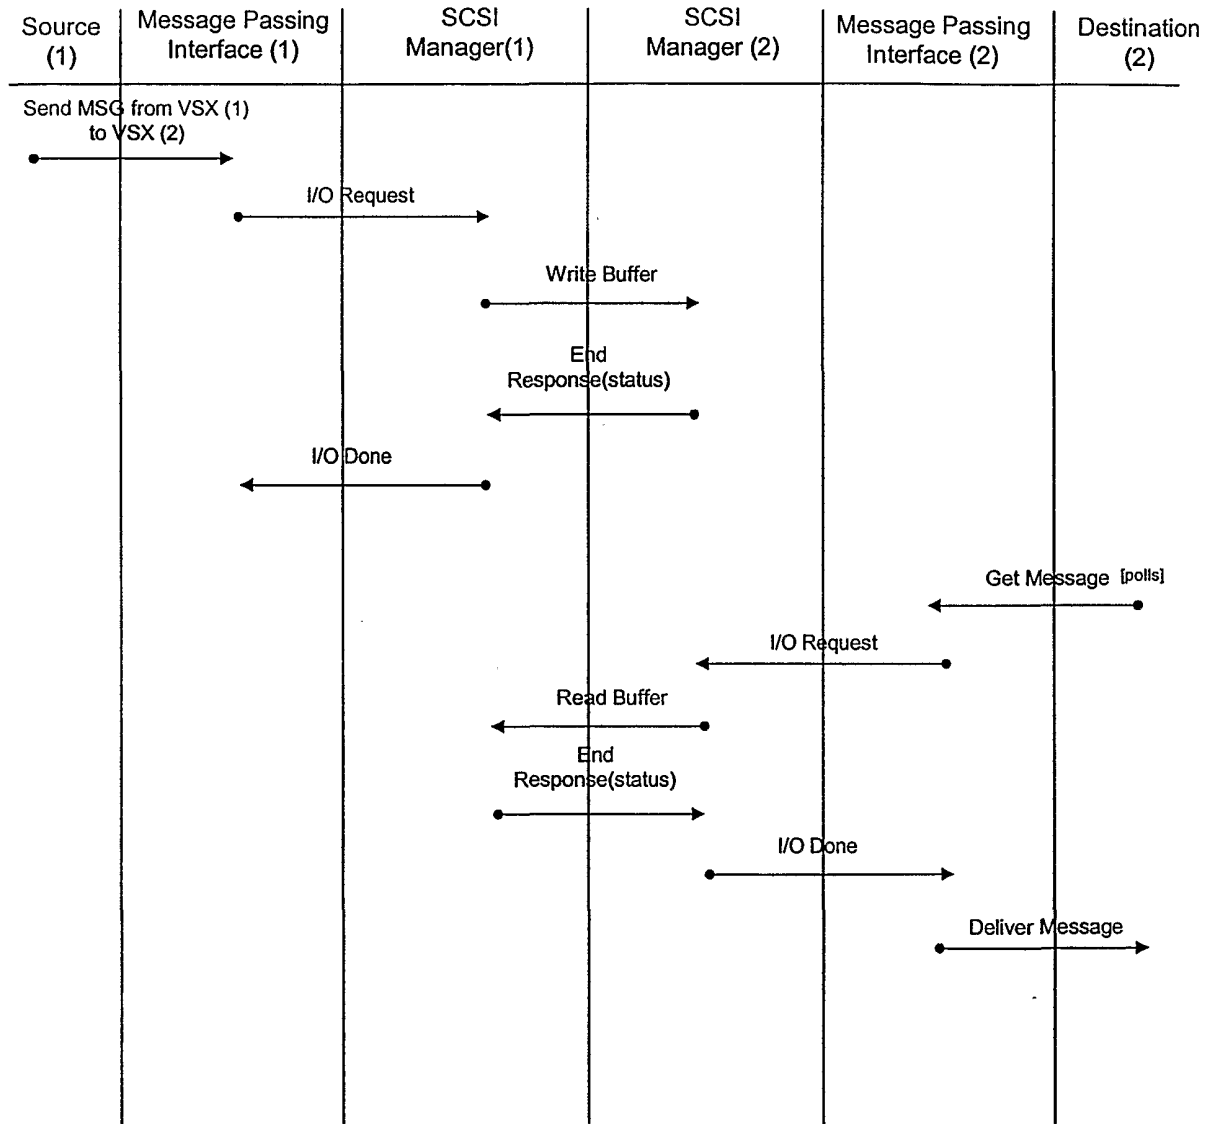 Source
(1)
Message Passing
Interface (1)
SCSI
Manager(1)
SCSI
Manager (2)
Message Passing
Interface (2)
Destination
(2)
Send MSG from VSX (1)
to VSX (2)
I/O Request
Write Buffer
End
Response(status)
I/O Done
Get Message [polls]
I/O Request
Read Buffer
End
Response(status)
I/O Done
Deliver Message